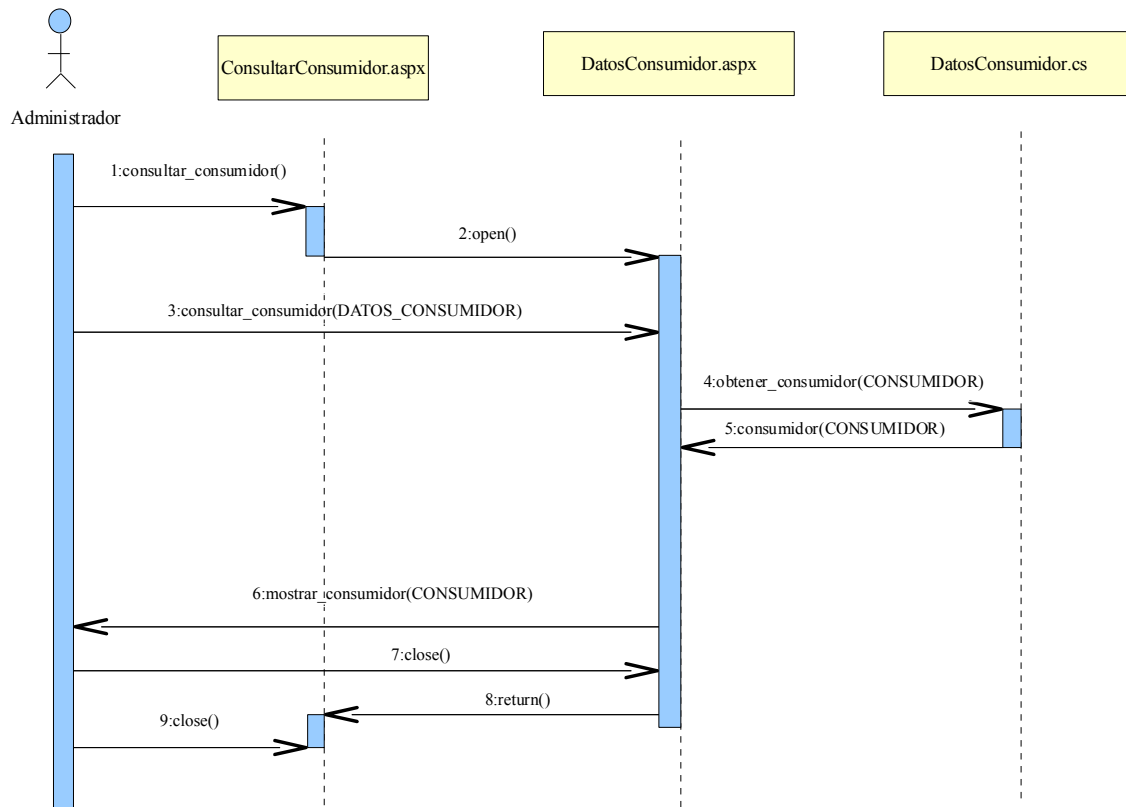 ConsultarConsumidor.aspx
DatosConsumidor.aspx
DatosConsumidor.cs
Administrador
1:consultar_consumidor()
2:open()
3:consultar_consumidor(DATOS_CONSUMIDOR)
4:obtener_consumidor(CONSUMIDOR)
5:consumidor(CONSUMIDOR)
6:mostrar_consumidor(CONSUMIDOR)
7:close()
8:return()
9:close()